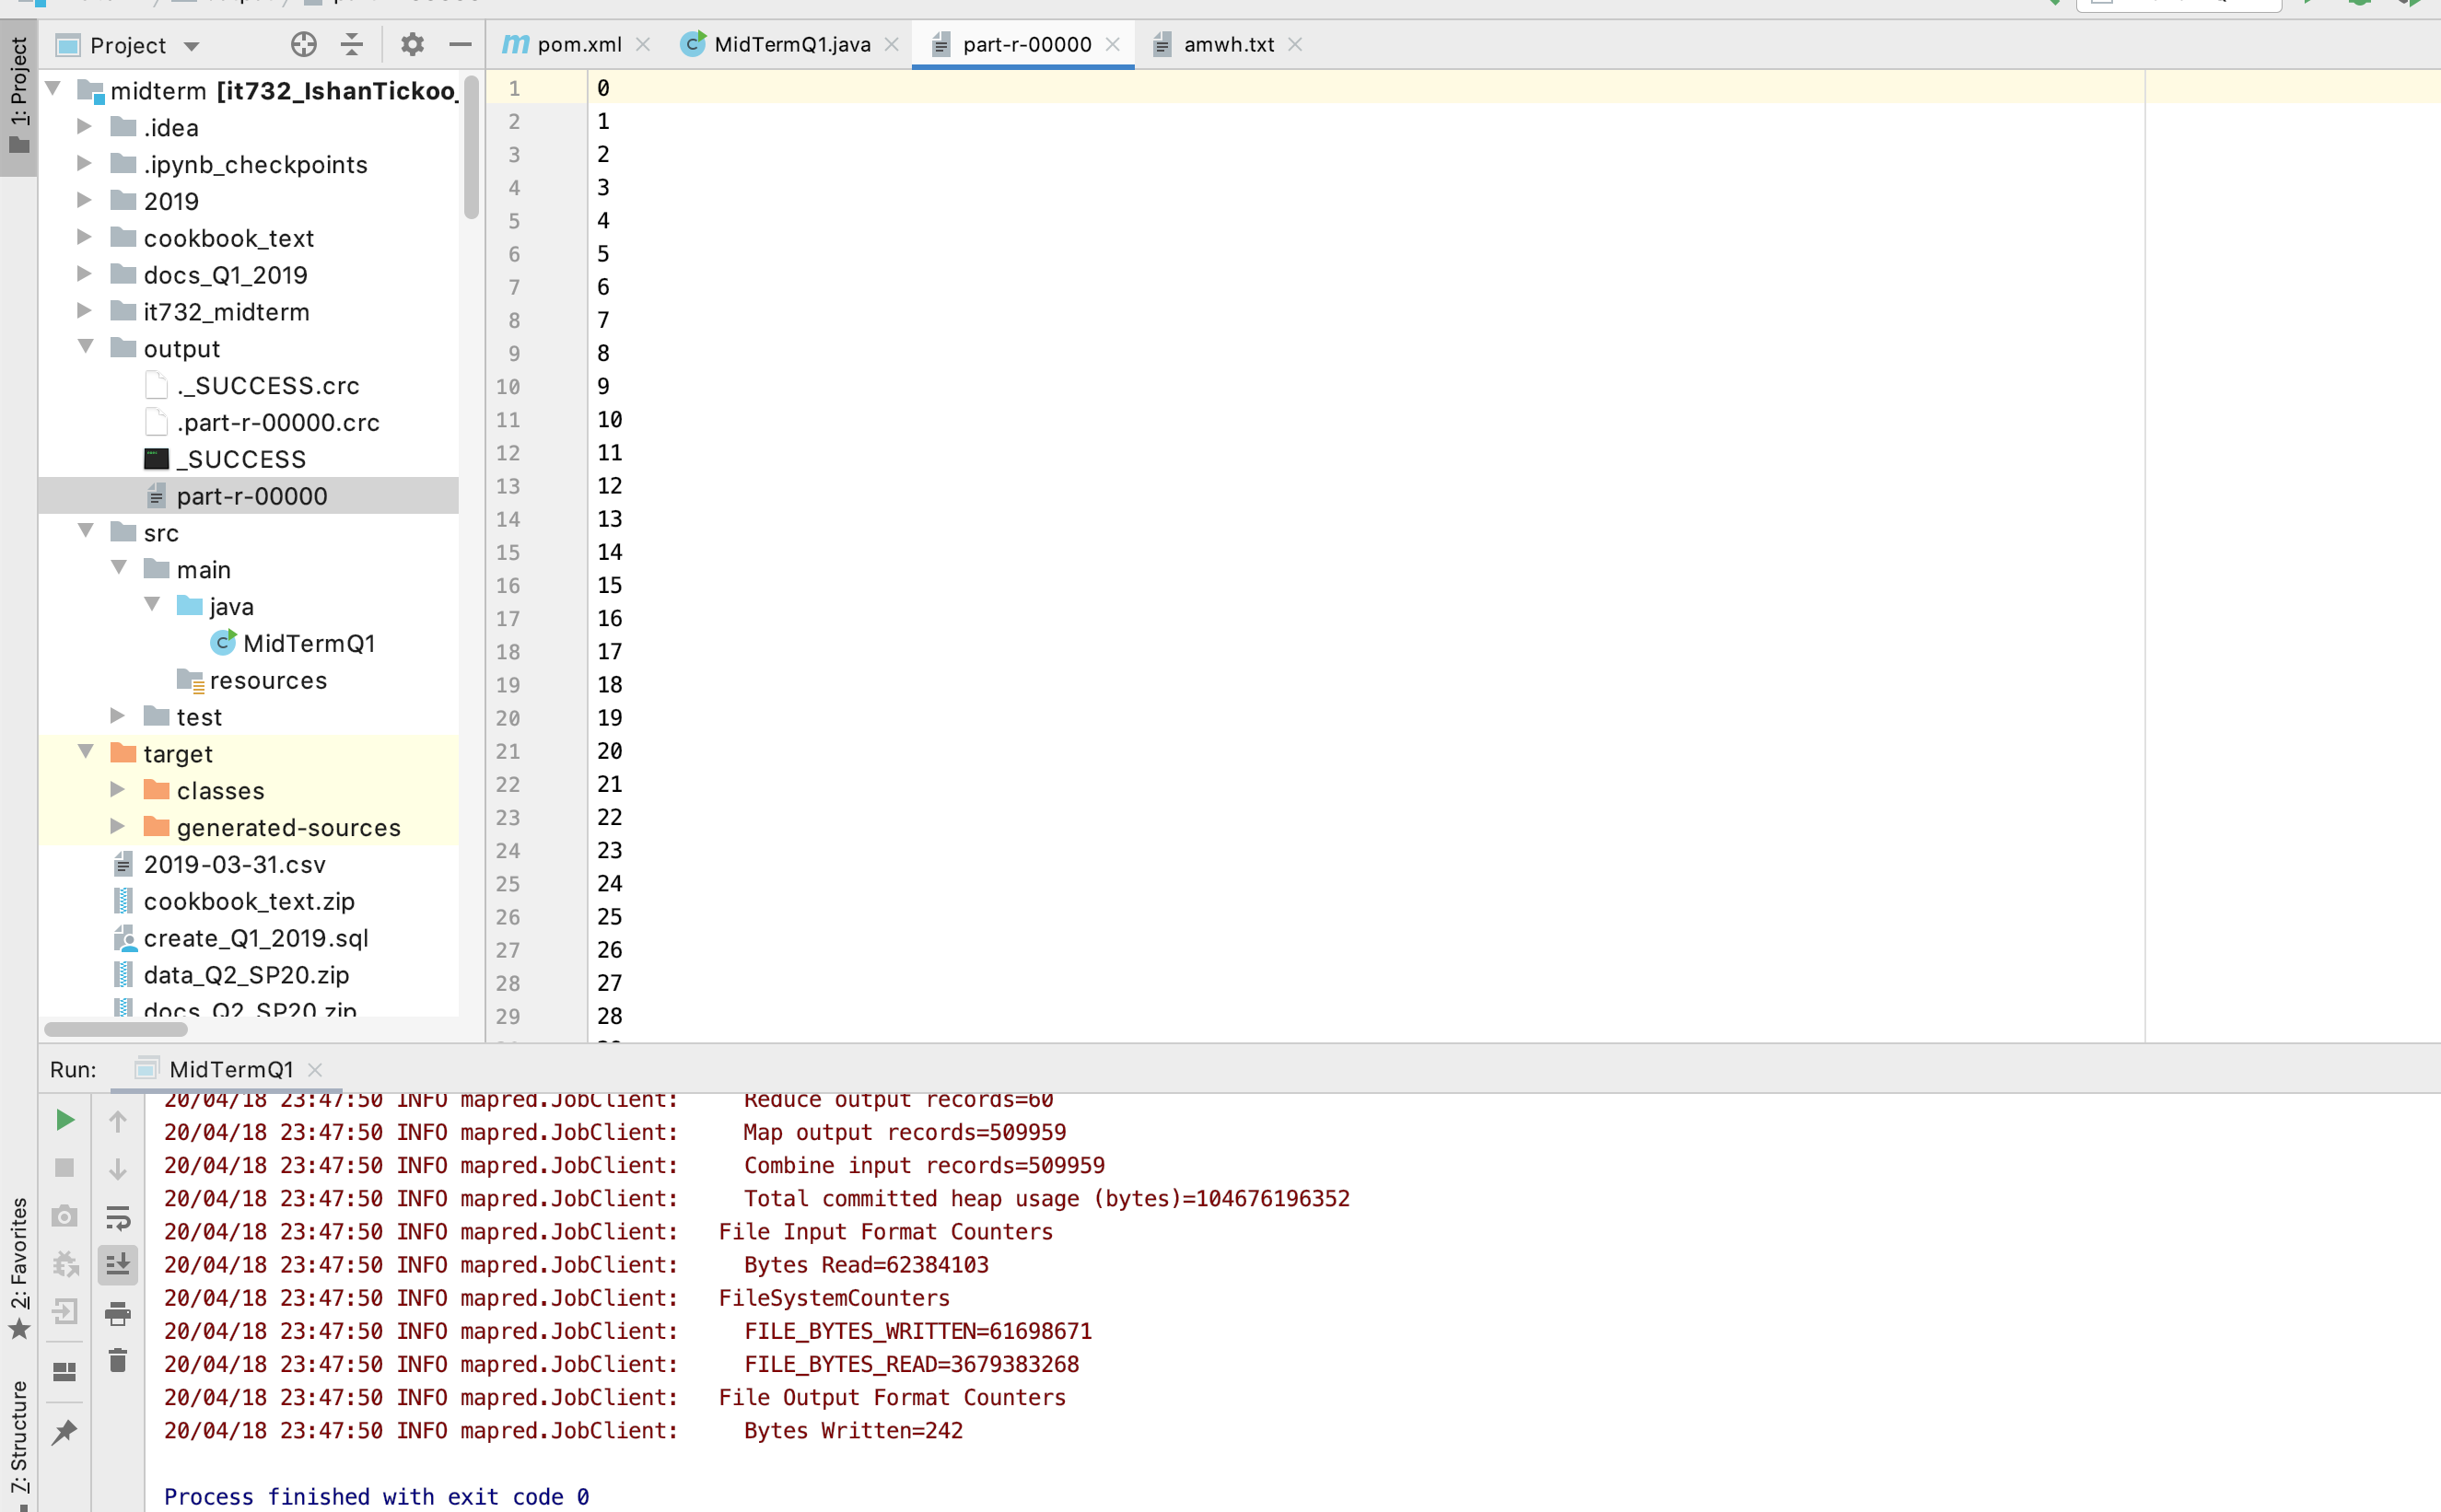 1: Project
Project
midterm [it732_IshanTickoo_
.idea
.ipynb_checkpoints
2019
cookbook_text
docs_Q1_2019
it732_midterm
output
._SUCCESS.crc
.part-r-00000.crc
_SUCCESS
part-r-00000
src
main
java
MidTermQ1
resources
test
target
classes
generated-sources
2019-03-31.csv
cookbook_text.zip
create_Q1_2019.sql
data_Q2_SP20.zip
docs_Q2_SP20.zip
pom.xml
MidTermQ1.java
part-r-00000
amwh.txt
1 0
2 1
3 2
4 3
5 4
6 5
7 6
8 7
9 8
10 9
11 10
12 11
13 12
14 13
15 14
16 15
17 16
18 17
19 18
20 19
21 20
22 21
23 22
24 23
25 24
26 25
27 26
28 27
29 28
Run: MidTermQ1
20/04/18 23:47:50 INFO mapred.JobClient: Reduce output records=60
20/04/18 23:47:50 INFO mapred.JobClient: Map output records=509959
20/04/18 23:47:50 INFO mapred.JobClient: Combine input records=509959
20/04/18 23:47:50 INFO mapred.JobClient: Total committed heap usage (bytes)=104676196352
20/04/18 23:47:50 INFO mapred.JobClient: File Input Format Counters
20/04/18 23:47:50 INFO mapred.JobClient: Bytes Read=62384103
20/04/18 23:47:50 INFO mapred.JobClient: FileSystemCounters
20/04/18 23:47:50 INFO mapred.JobClient: FILE_BYTES_WRITTEN=61698671
20/04/18 23:47:50 INFO mapred.JobClient: FILE_BYTES_READ=3679383268
20/04/18 23:47:50 INFO mapred.JobClient: File Output Format Counters
20/04/18 23:47:50 INFO mapred.JobClient: Bytes Written=242
Process finished with exit code 0
2: Favorites
Z: Structure